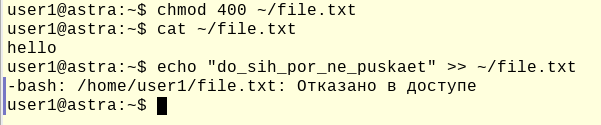 user1@astra:~$ chmod 400 ~/file.txt
user1@astra:~$ cat ~/file.txt
hello
user1@astra:~$ echo "do_sih_por_ne_puskaet" >> ~/file.txt
-bash: /home/user1/file.txt: Отказано в доступе
user1@astra:~$